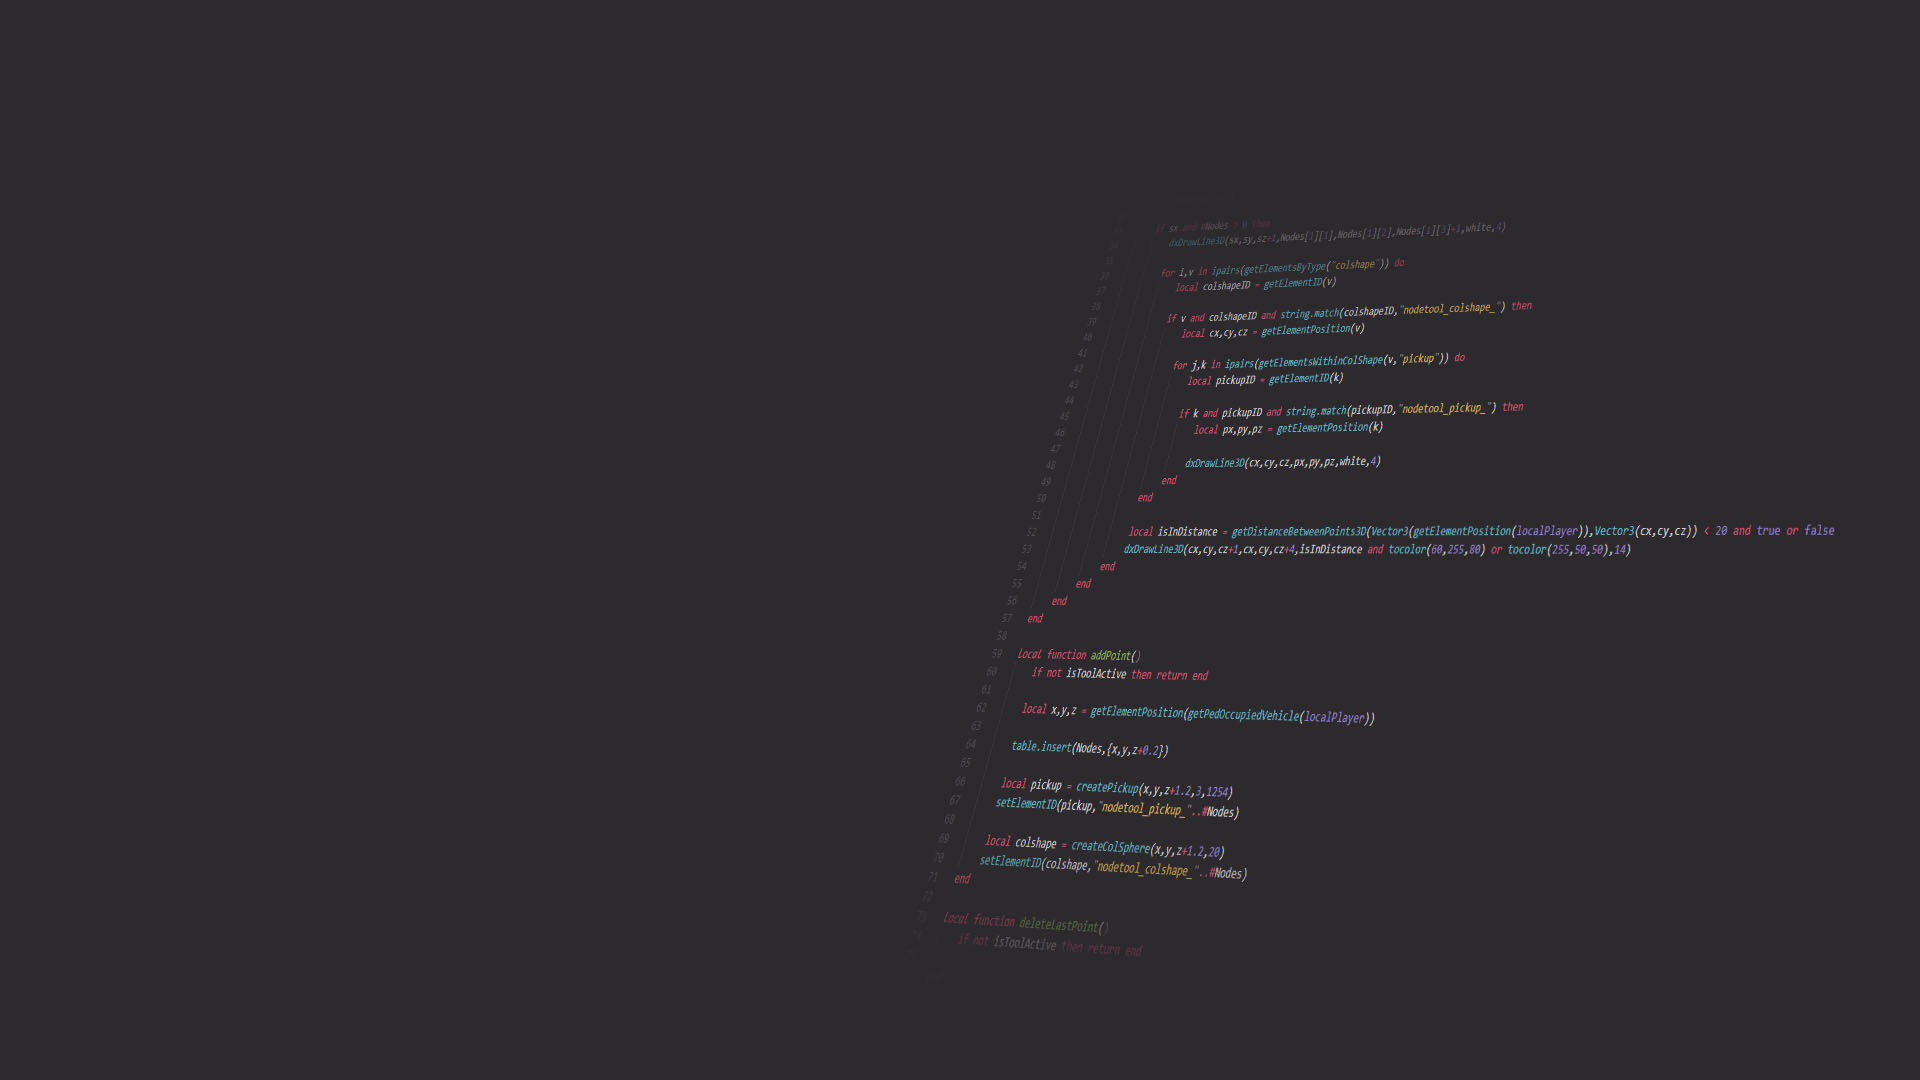 if sx and #Nodes > 0 then
dxDrawLine3D(sx,sy,sz+1,Nodes[1][1],Nodes[1][2],Nodes[1][3]+1,white,4)
36
for i,v in ipairs(getElementsByType("colshape")) do
37 local colshapeID = getElementID(v)
38
39 if v and colshapeID and string.match(colshapeID,"nodetool_colshape_") then
40 local cx,cy,cz = getElementPosition(v)
41
42 for j,k in ipairs(getElementsWithinColShape(v,"pickup")) do
43 local pickupID = getElementID(k)
44
45 if k and pickupID and string.match(pickupID,"nodetool_pickup_") then
46 local px,py,pz = getElementPosition(k)
47
48 dxDrawLine3D(cx,cy,cz,px,py,pz,white,4)
49 end
50 end
51
52 local isInDistance = getDistanceBetweenPoints3D(Vector3(getElementPosition(localPlayer)),Vector3(cx,cy,cz)) < 20 and true or false
53 dxDrawLine3D(cx,cy,cz+1,cx,cy,cz+4,isInDistance and tocolor(60,255,80) or tocolor(255,50,50),14)
54 end
55 end
56 end
57 end
58
59 local function addPoint()
60 if not isToolActive then return end
61
62 local x,y,z = getElementPosition(getPedOccupiedVehicle(localPlayer))
63
64 table.insert(Nodes,{x,y,z+0.2})
65
66 local pickup = createPickup(x,y,z+1.2,3,1254)
67 setElementID(pickup,"nodetool_pickup_"..#Nodes)
68
69 local colshape = createColSphere(x,y,z+1.2,20)
70 setElementID(colshape,"nodetool_colshape_"..#Nodes)
71 end
72
73 local function deleteLastPoint()
74 if not isToolActive then return end